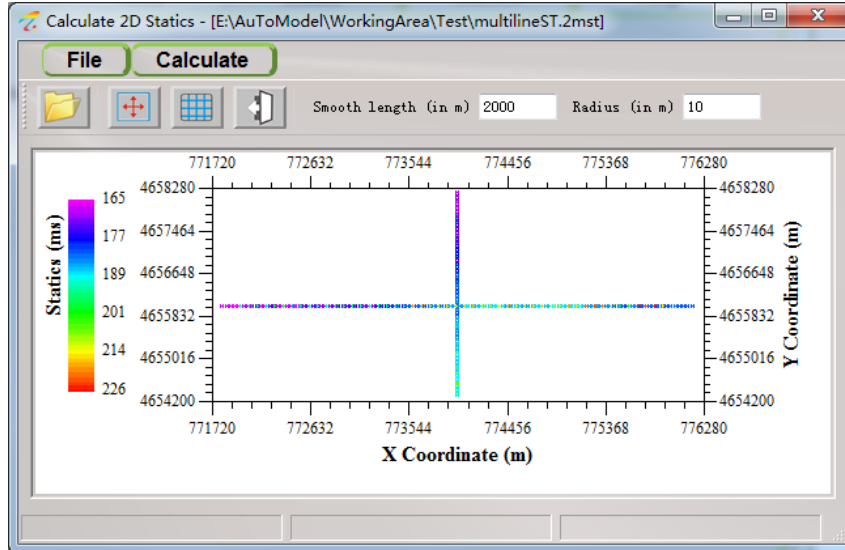 Calculate 2D Statics - [E:\AuToModel\WorkingArea\Test\multilineST.2mst]
File Calculate
Smooth length (in m) 2000 Radius (in m) 10
771720 772632 773544 774456 775368 776280
Statics (ms)
165
177
189
201
214
226
4658280
4657464
4656648
4655832
4655016
4654200
4658280
4657464
4656648
4655832
4655016
4654200
Y Coordinate (m)
771720 772632 773544 774456 775368 776280
X Coordinate (m)